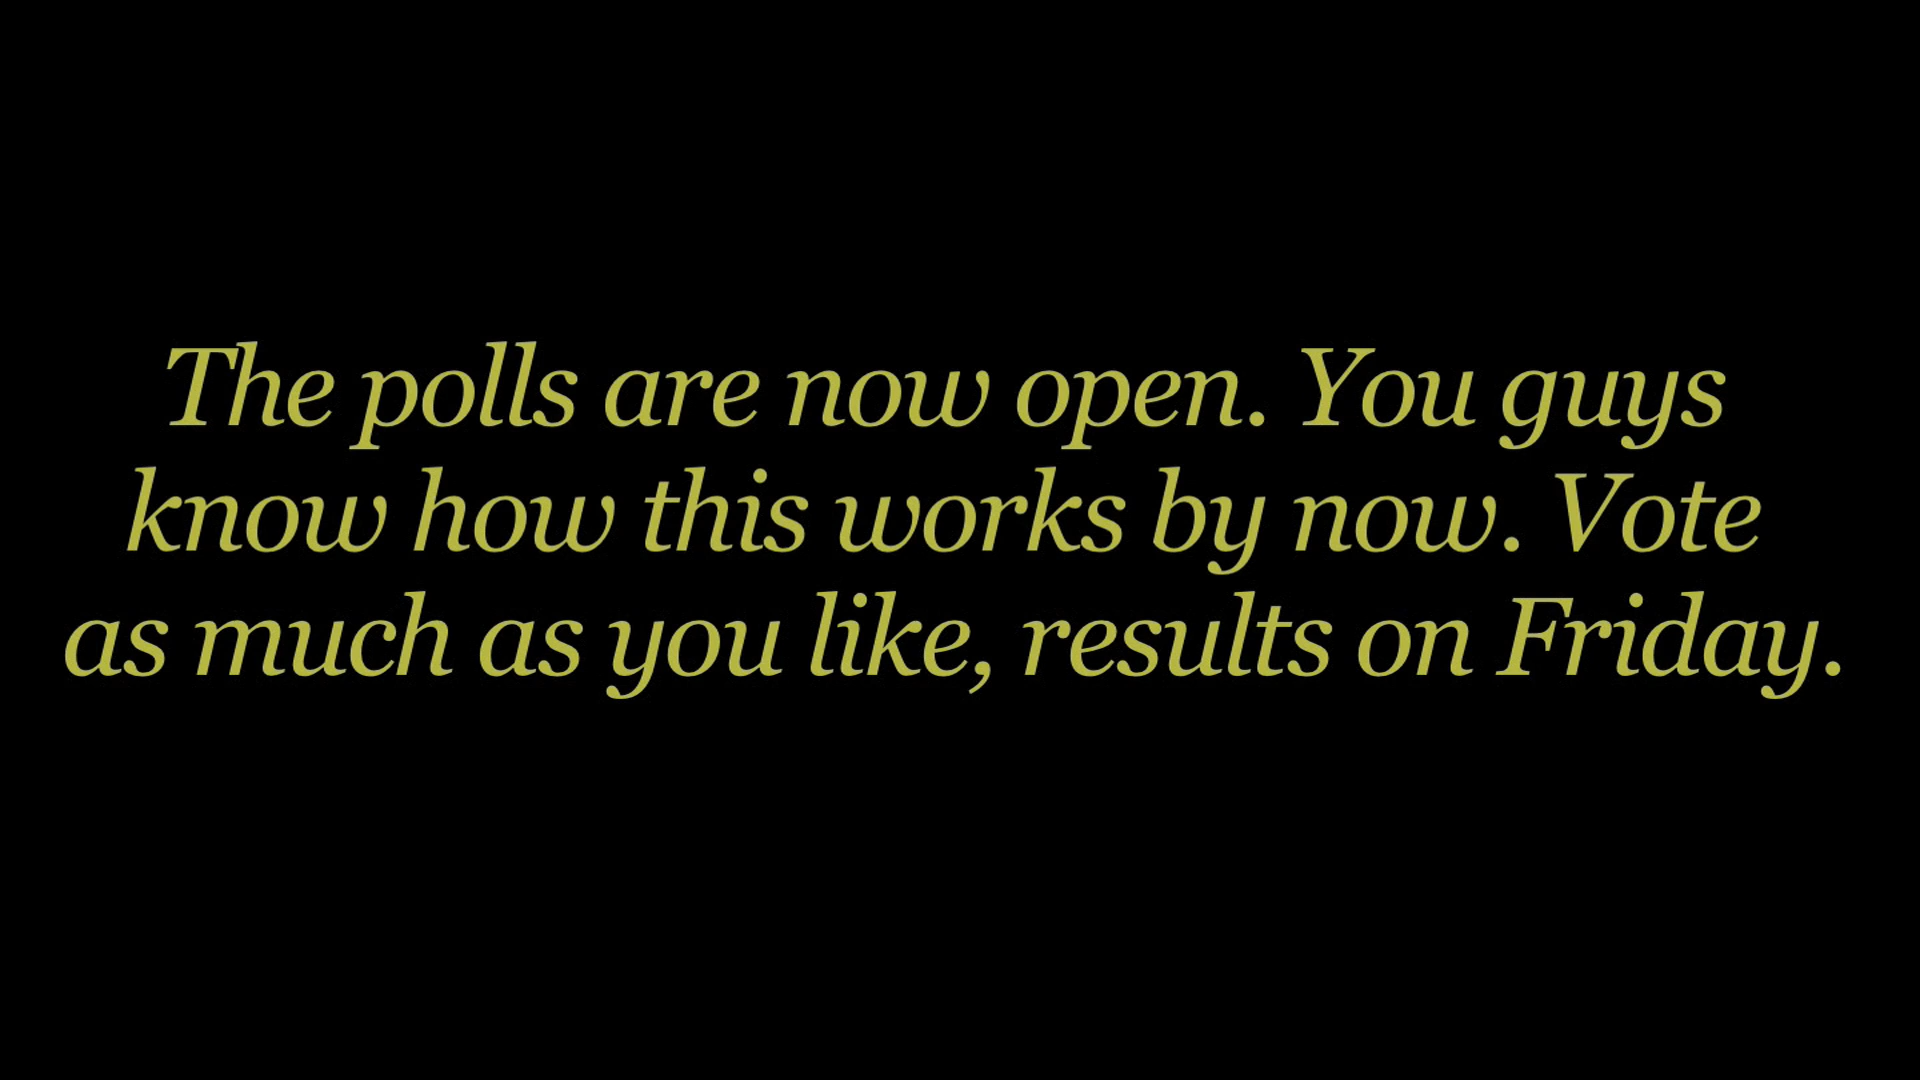 The polls are now open. You guys
know how this works by now. Vote
as much as you like, results on Friday.